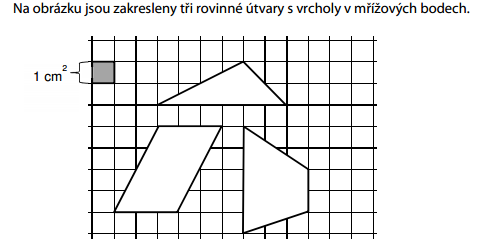 Na obrázku jsou zakresleny tři rovinné útvary s vrcholy v mřížových bodech.
1 cm²